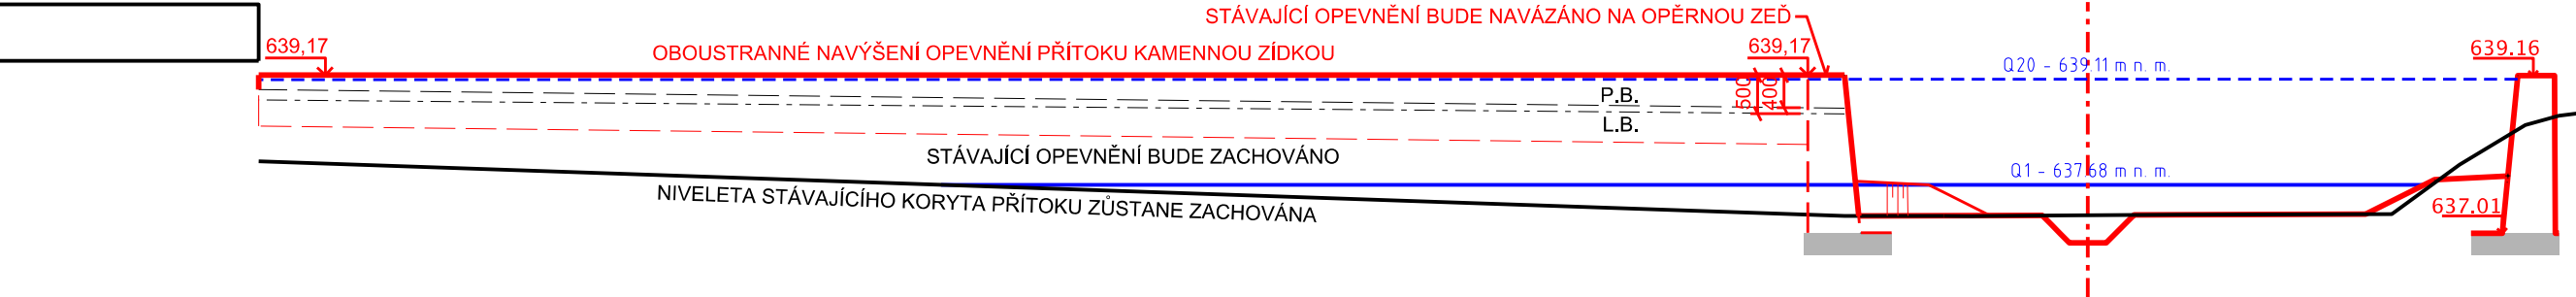 STÁVAJÍCÍ OPEVNĚNÍ BUDE NAVÁZÁNO NA OPĚRNOU ZEĎ
639,17
OBOUSTRANNÉ NAVÝŠENÍ OPEVNĚNÍ PŘÍTOKU KAMENNOU ZÍDKOU
639,17
639.16
Q20 - 639,11 m n. m.
500
400
P.B.
L.B.
STÁVAJÍCÍ OPEVNĚNÍ BUDE ZACHOVÁNO
Q1 - 637,68 m n. m.
NIVELETA STÁVAJÍCÍHO KORYTA PŘÍTOKU ZŮSTANE ZACHOVÁNA
637.01